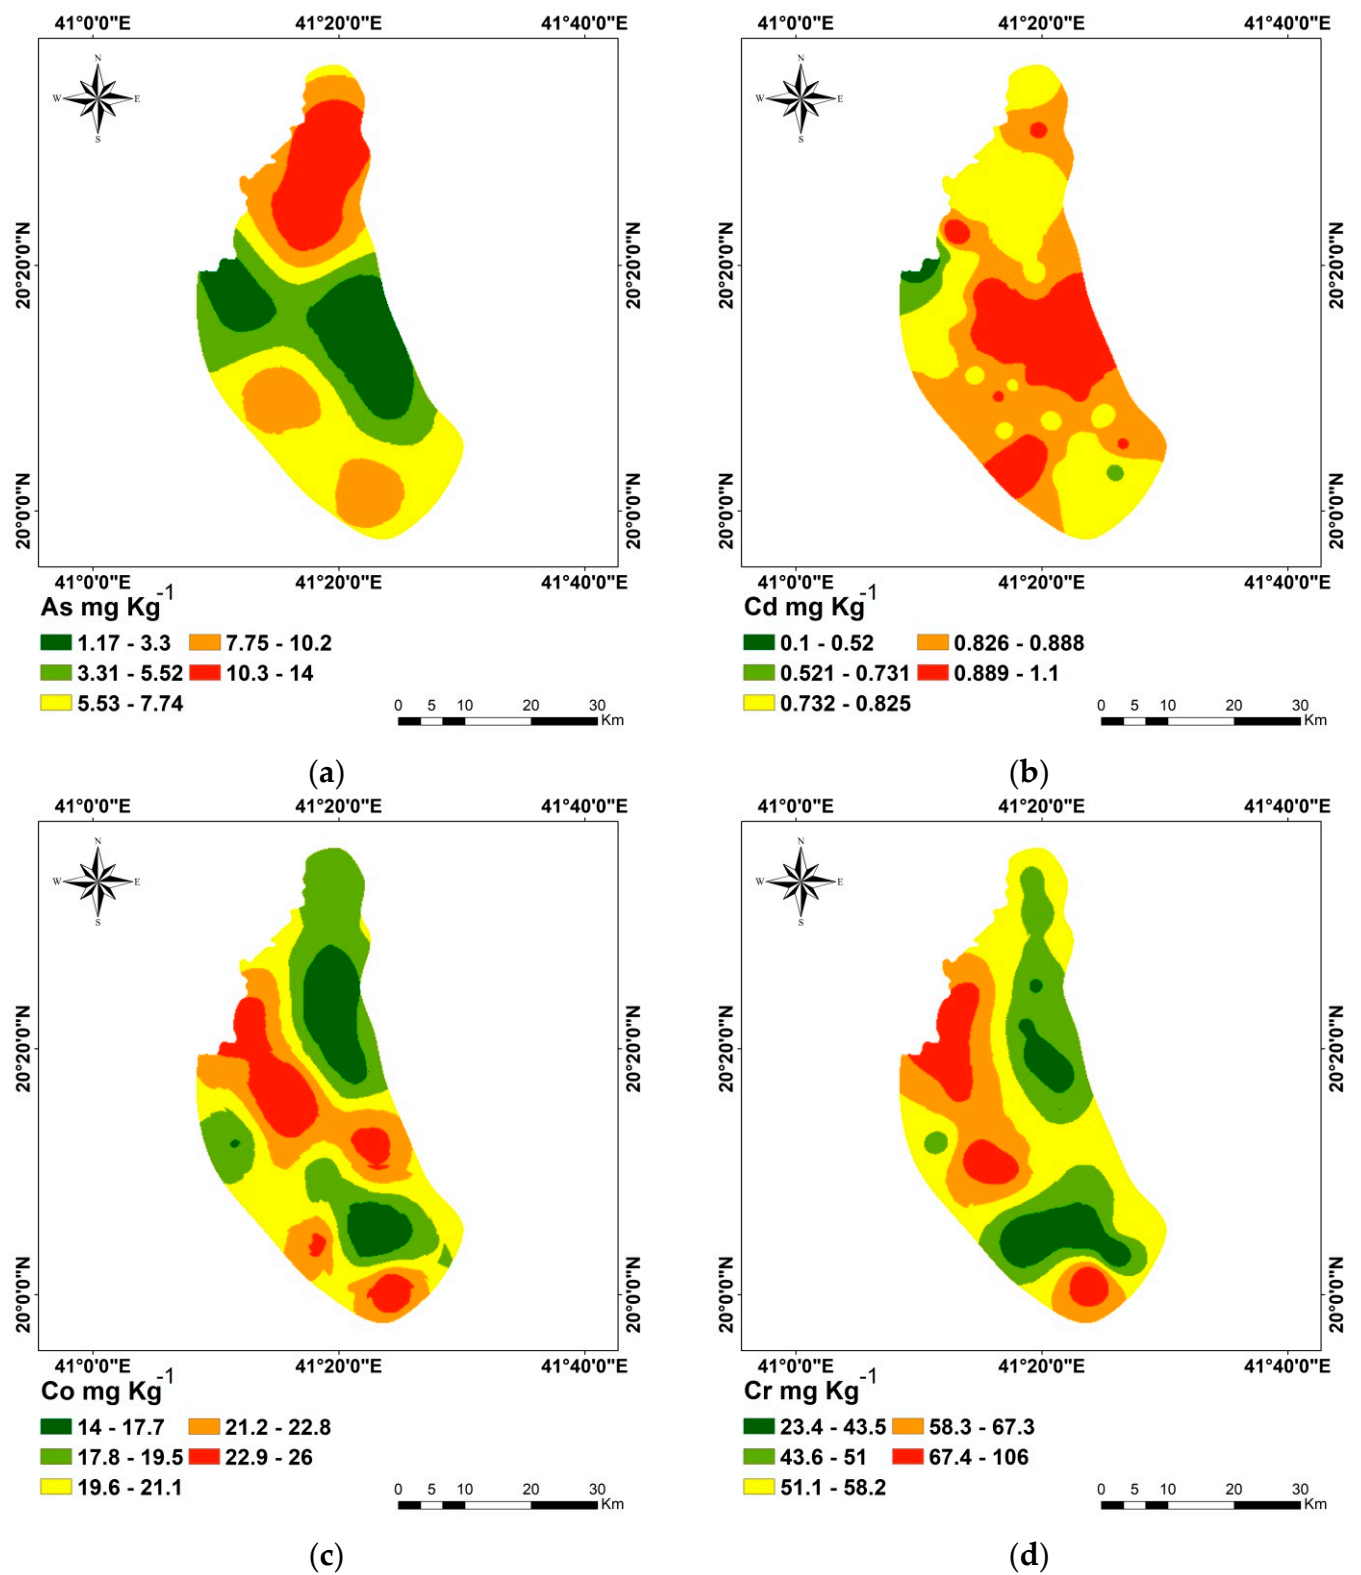 41°0'0"E 41°20'0"E 41°40'0"E
N
W E
S
20°20'0"N 20°20'0"N
20°0'0"N 20°0'0"N
41°0'0"E 41°20'0"E 41°40'0"E
As mg Kg-1
1.17 - 3.3 7.75 - 10.2
3.31 - 5.52 10.3 - 14
5.53 - 7.74
0 5 10 20 30
Km
(a)
41°0'0"E 41°20'0"E 41°40'0"E
N
W E
S
20°20'0"N 20°20'0"N
20°0'0"N 20°0'0"N
41°0'0"E 41°20'0"E 41°40'0"E
Cd mg Kg-1
0.1 - 0.52 0.826 - 0.888
0.521 - 0.731 0.889 - 1.1
0.732 - 0.825
0 5 10 20 30
Km
(b)
41°0'0"E 41°20'0"E 41°40'0"E
N
W E
S
20°20'0"N 20°20'0"N
20°0'0"N 20°0'0"N
41°0'0"E 41°20'0"E 41°40'0"E
Co mg Kg-1
14 - 17.7 21.2 - 22.8
17.8 - 19.5 22.9 - 26
19.6 - 21.1
0 5 10 20 30
Km
(c)
41°0'0"E 41°20'0"E 41°40'0"E
N
W E
S
20°20'0"N 20°20'0"N
20°0'0"N 20°0'0"N
41°0'0"E 41°20'0"E 41°40'0"E
Cr mg Kg-1
23.4 - 43.5 58.3 - 67.3
43.6 - 51 67.4 - 106
51.1 - 58.2
0 5 10 20 30
Km
(d)